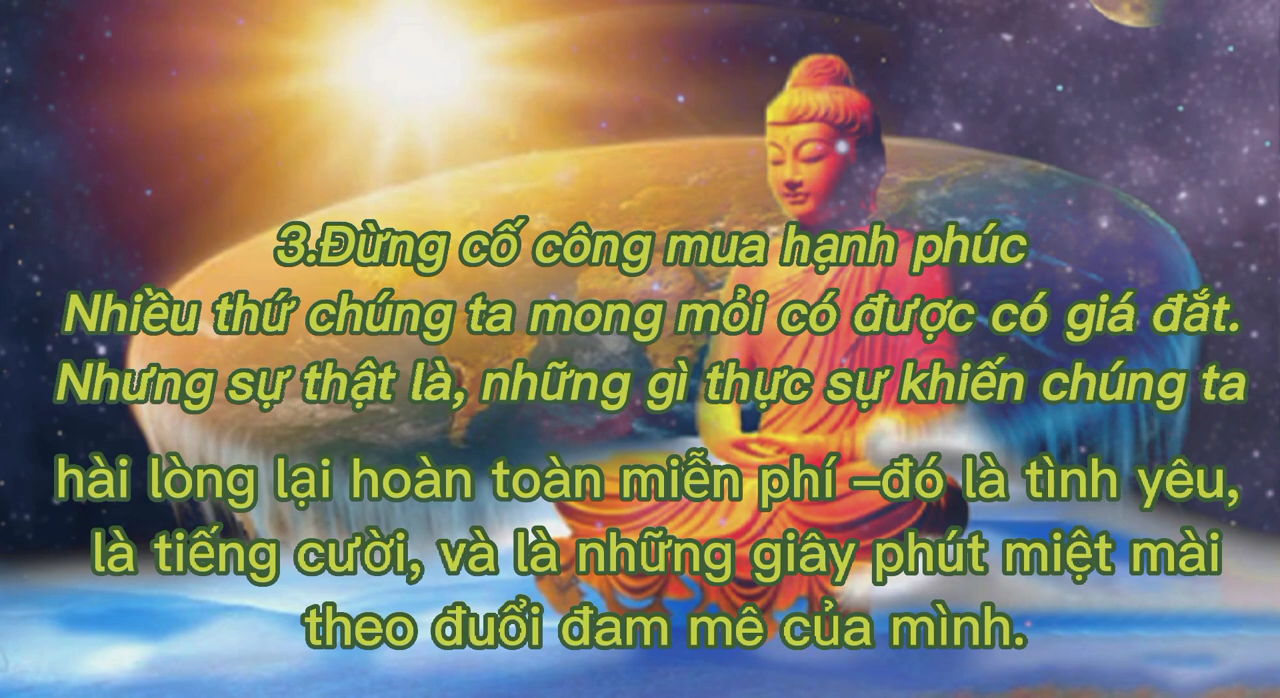 3.Đừng cố công mua hạnh phúc
Nhiều thứ chúng ta mong mỏi có được có giá đắt.
Nhưng sự thật là, những gì thực sự khiến chúng ta
hài lòng lại hoàn toàn miễn phí –đó là tình yêu,
là tiếng cười, và là những giây phút miệt mài
theo đuổi đam mê của mình.